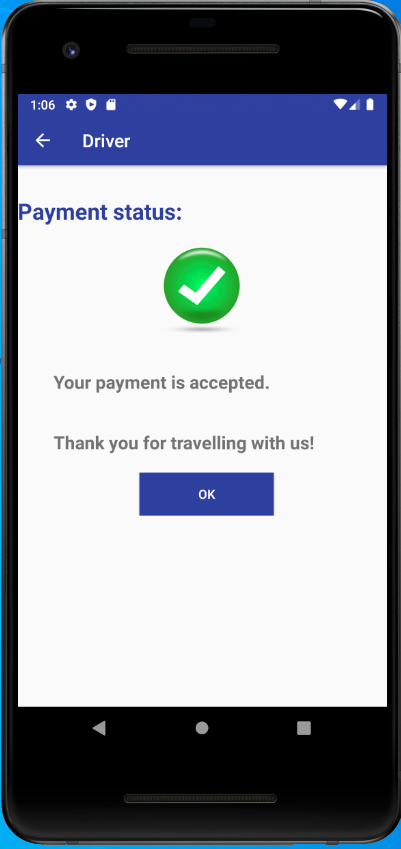 1:06
Driver
Payment status:
Your payment is accepted.
Thank you for travelling with us!
OK